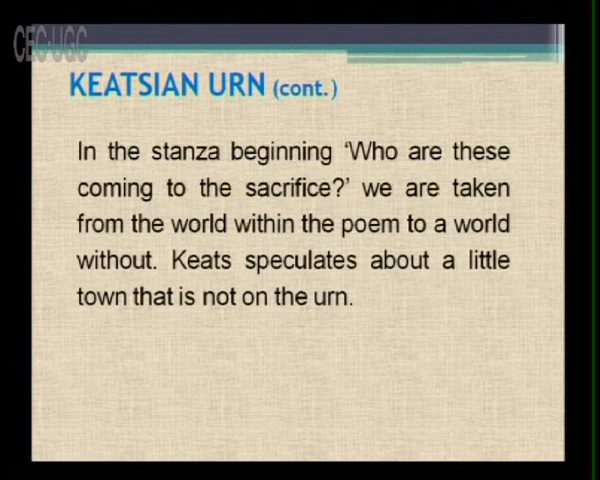 CEC-UGC
KEATSIAN URN (cont.)
In the stanza beginning ‘Who are these
coming to the sacrifice?’ we are taken
from the world within the poem to a world
without. Keats speculates about a little
town that is not on the urn.